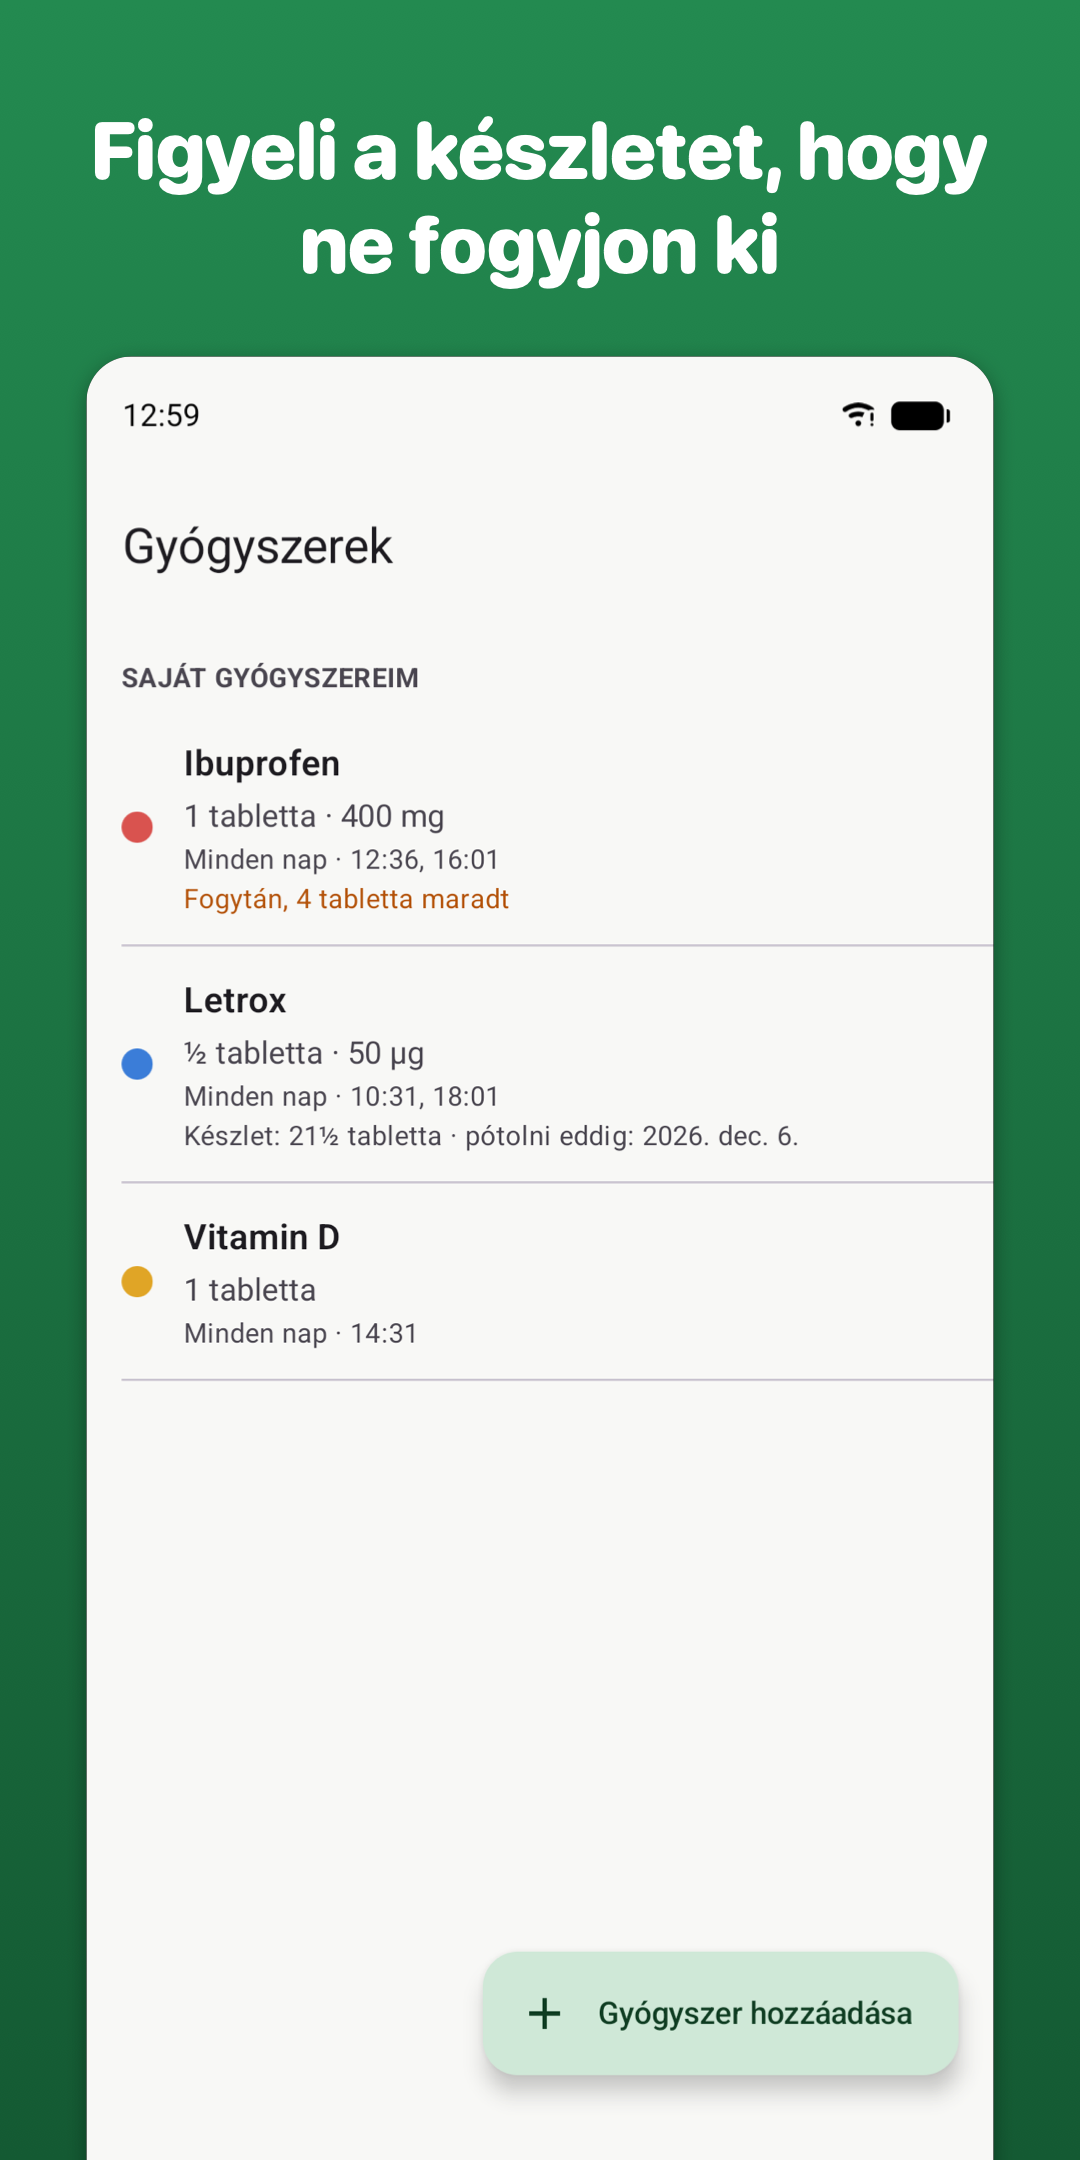 Figyeli a készletet, hogy
ne fogyjon ki
12:59
Gyógyszerek
SAJÁT GYÓGYSZEREIM
Ibuprofen
1 tabletta · 400 mg
Minden nap · 12:36, 16:01
Fogytán, 4 tabletta maradt
Letrox
½ tabletta · 50 µg
Minden nap · 10:31, 18:01
Készlet: 21½ tabletta · pótolni eddig: 2026. dec. 6.
Vitamin D
1 tabletta
Minden nap · 14:31
+ Gyógyszer hozzáadása